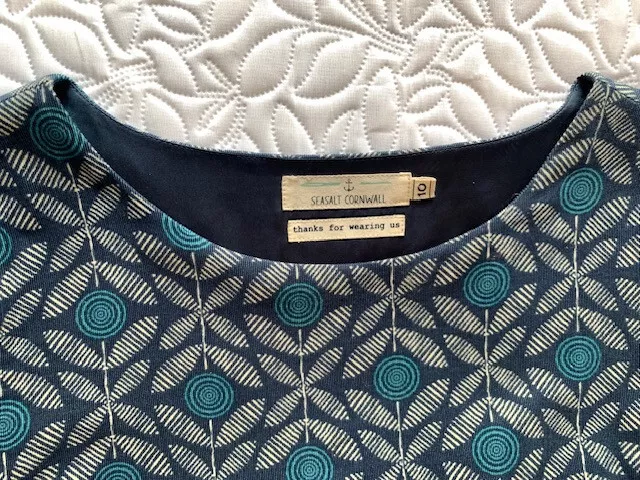 SEASALT CORNWALL
10
thanks for wearing us